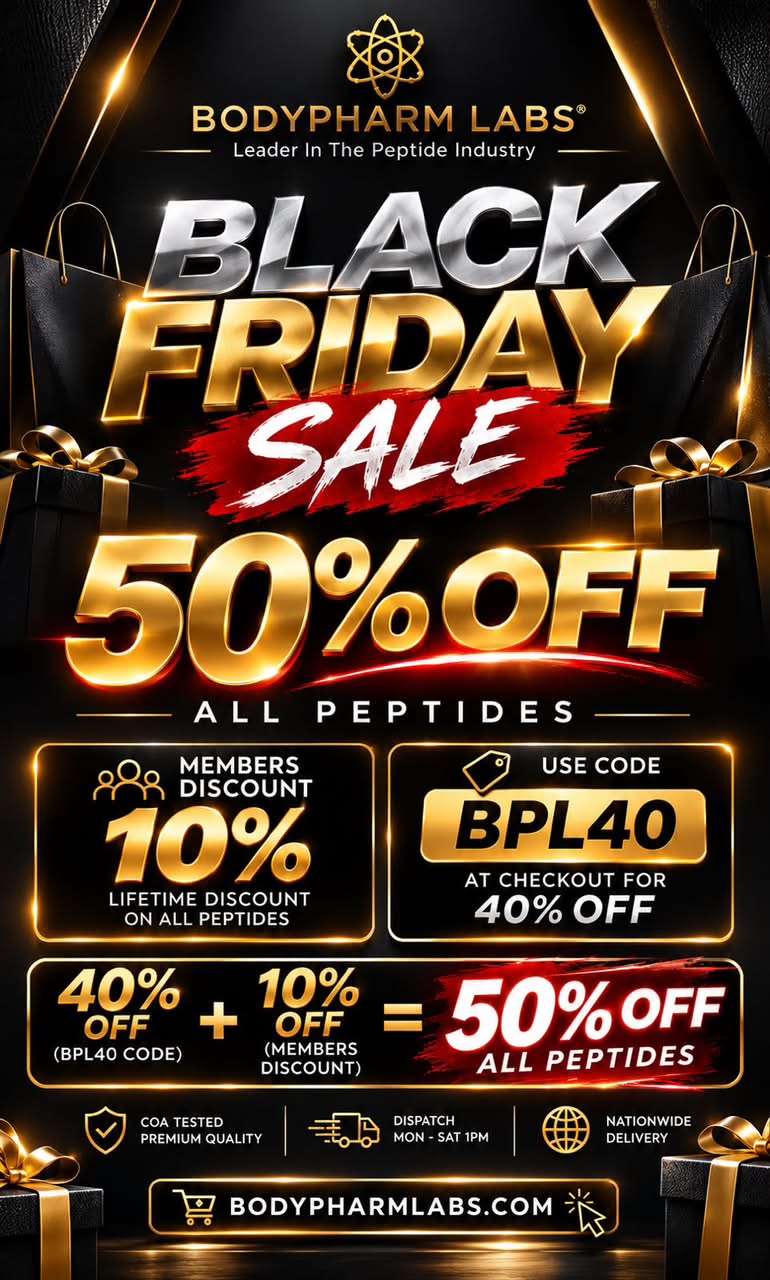 BODYPHARM LABS®
Leader In The Peptide Industry
BLACK
FRIDAY
SALE
50% OFF
ALL PEPTIDES
MEMBERS
DISCOUNT
10%
LIFETIME DISCOUNT
ON ALL PEPTIDES
USE CODE
BPL40
AT CHECKOUT FOR
40% OFF
40%
OFF
(BPL40 CODE)
+
10%
OFF
(MEMBERS
DISCOUNT)
=
50% OFF
ALL PEPTIDES
COA TESTED
PREMIUM QUALITY
DISPATCH
MON - SAT 1PM
NATIONWIDE
DELIVERY
BODYPHARMLABS.COM